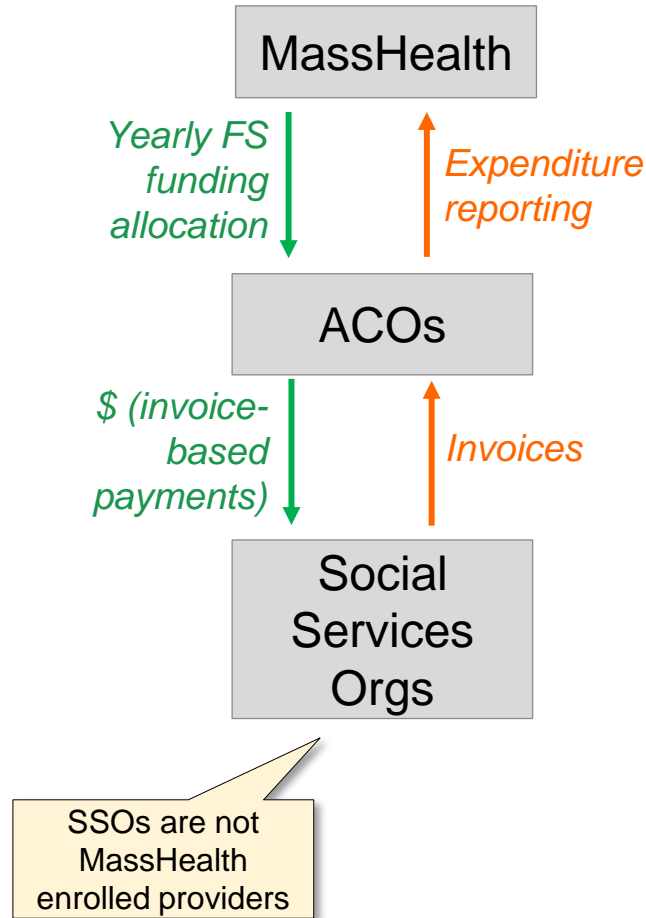 MassHealth
Yearly FS
funding
allocation
Expenditure
reporting
ACOs
$ (invoice-
based
payments)
Invoices
Social
Services
Orgs
SSOs are not
MassHealth
enrolled providers